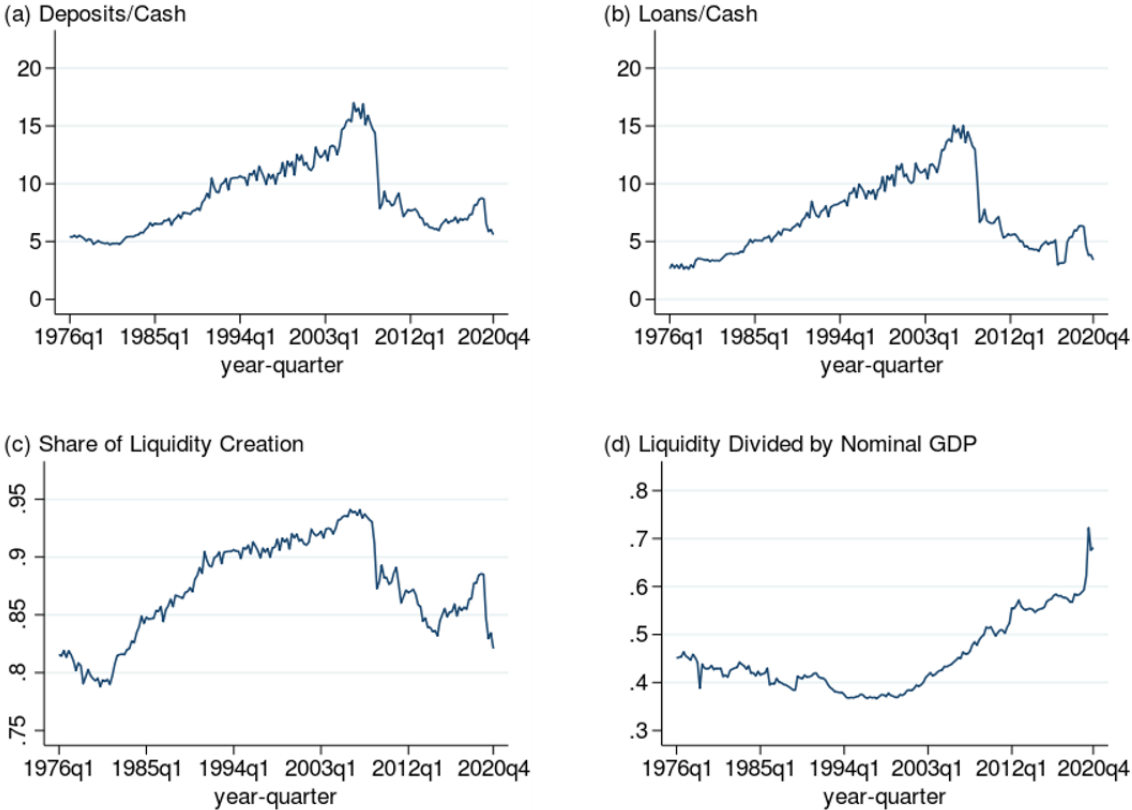 (a) Deposits/Cash
20
15
10
5
0
1976q1 1985q1 1994q1 2003q1 2012q1 2020q4
year-quarter
(b) Loans/Cash
20
15
10
5
0
1976q1 1985q1 1994q1 2003q1 2012q1 2020q4
year-quarter
(c) Share of Liquidity Creation
.95
.9
.85
.8
.75
1976q1 1985q1 1994q1 2003q1 2012q1 2020q4
year-quarter
(d) Liquidity Divided by Nominal GDP
.8
.7
.6
.5
.4
.3
1976q1 1985q1 1994q1 2003q1 2012q1 2020q4
year-quarter